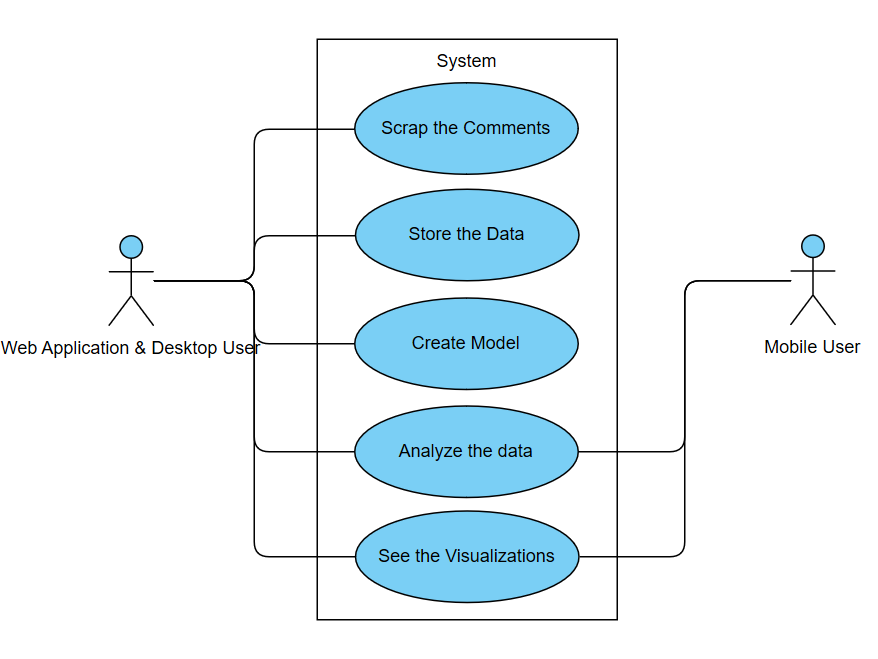 System
Scrap the Comments
Store the Data
Web Application & Desktop User
Create Model
Mobile User
Analyze the data
See the Visualizations